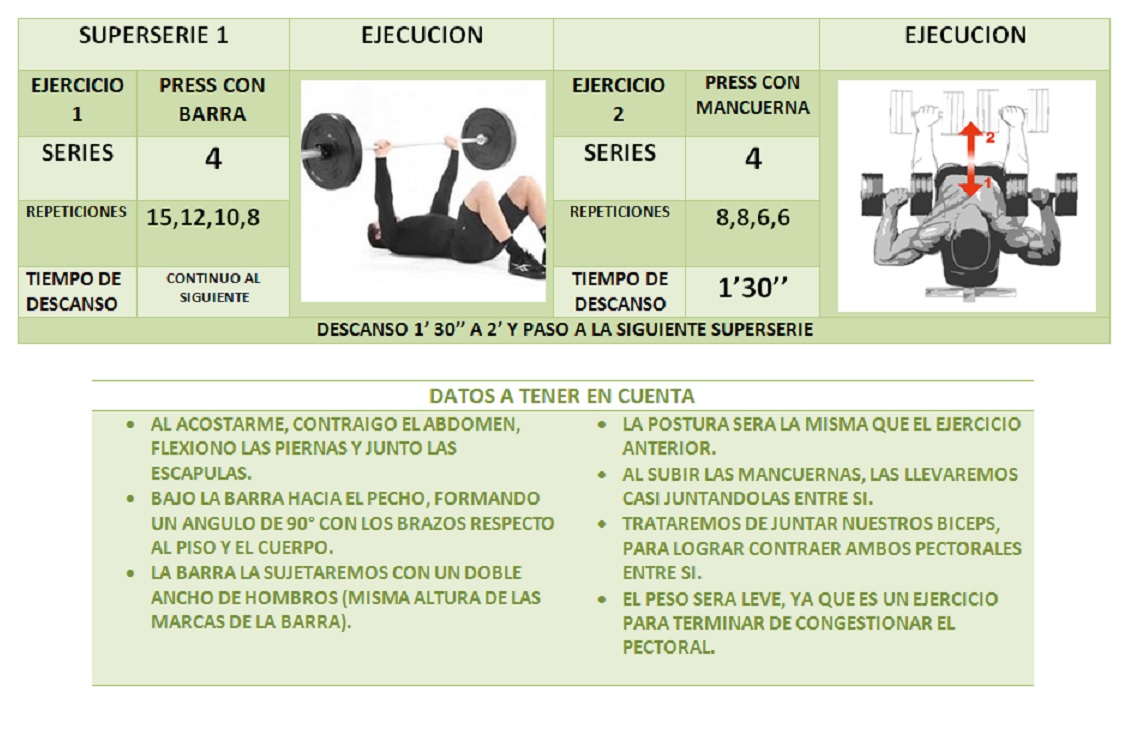 SUPERSERIE 1
EJECUCION
EJECUCION
EJERCICIO
1
PRESS CON
BARRA
EJERCICIO
2
PRESS CON
MANCUERNA
SERIES
4
SERIES
4
REPETICIONES
15,12,10,8
REPETICIONES
8,8,6,6
TIEMPO DE
DESCANSO
CONTINUO AL
SIGUIENTE
TIEMPO DE
DESCANSO
1’30’’
2
1
DESCANSO 1’ 30’’ A 2’ Y PASO A LA SIGUIENTE SUPERSERIE
DATOS A TENER EN CUENTA
• AL ACOSTARME, CONTRAIGO EL ABDOMEN,
FLEXIONO LAS PIERNAS Y JUNTO LAS
ESCAPULAS.
• BAJO LA BARRA HACIA EL PECHO, FORMANDO
UN ANGULO DE 90° CON LOS BRAZOS RESPECTO
AL PISO Y EL CUERPO.
• LA BARRA LA SUJETAREMOS CON UN DOBLE
ANCHO DE HOMBROS (MISMA ALTURA DE LAS
MARCAS DE LA BARRA).
• LA POSTURA SERA LA MISMA QUE EL EJERCICIO
ANTERIOR.
• AL SUBIR LAS MANCUERNAS, LAS LLEVAREMOS
CASI JUNTANDOLAS ENTRE SI.
• TRATAREMOS DE JUNTAR NUESTROS BICEPS,
PARA LOGRAR CONTRAER AMBOS PECTORALES
ENTRE SI.
• EL PESO SERA LEVE, YA QUE ES UN EJERCICIO
PARA TERMINAR DE CONGESTIONAR EL
PECTORAL.